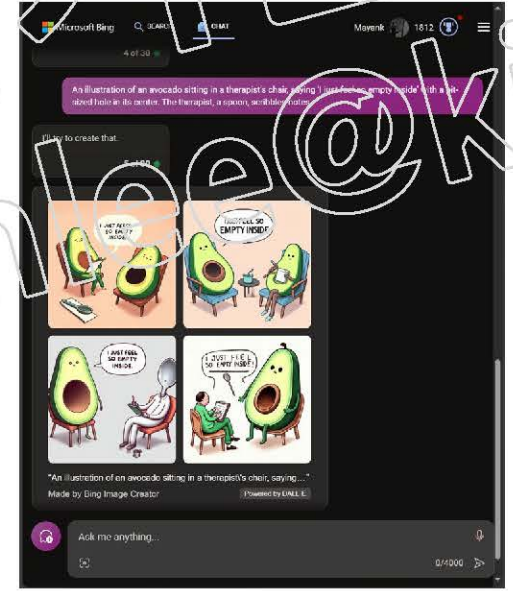 Microsoft Bing
SEARCH
CHAT
Mayank
1812
4 of 30
An illustration of an avocado sitting in a therapist's chair, saying 'I just feel so empty inside' with a pit-
sized hole in its center. The therapist, a spoon, scribbles notes.
I'll try to create that.
5 of 30
I JUST FEEL
SO EMPTY
INSIDE.
I JUST FEEL SO
EMPTY INSIDE
I JUST FEEL
SO EMPTY
INSIDE.
I JUST FEEL
SO EMPTY INSIDE
"An illustration of an avocado sitting in a therapist\'s chair, saying..."
Made by Bing Image Creator
Powered by DALL·E
Ask me anything...
0/4000
nlee@k